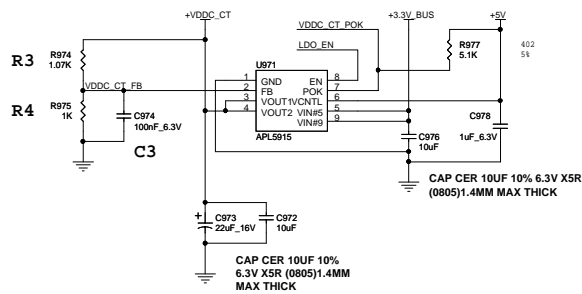 +VDDC_CT
VDDC_CT_POK
+3.3V_BUS
+5V
LDO_EN
R3
R974
1.07K
R977
5.1K
402
5%
U971
VDDC_CT_FB
1 GND EN 8
2 FB POK 7
3 VOUT1 VCNTL 6
4 VOUT2 VIN#5 5
VIN#9 9
APL5915
R4
R975
1K
C974
100nF_6.3V
C3
C976
10uF
C978
1uF_6.3V
CAP CER 10UF 10% 6.3V X5R
(0805)1.4MM MAX THICK
+
C973
22uF_16V
C972
10uF
CAP CER 10UF 10%
6.3V X5R (0805)1.4MM
MAX THICK